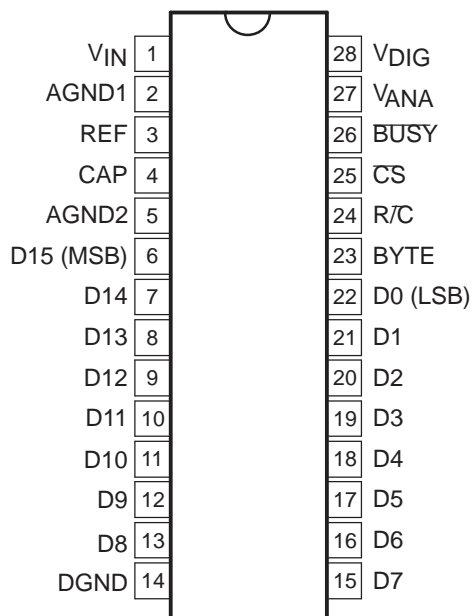 VIN 1 28 VDIG
AGND1 2 27 VANA
REF 3 26 B̅U̅S̅Y̅
CAP 4 25 C̅S̅
AGND2 5 24 R/C̅
D15 (MSB) 6 23 BYTE
D14 7 22 D0 (LSB)
D13 8 21 D1
D12 9 20 D2
D11 10 19 D3
D10 11 18 D4
D9 12 17 D5
D8 13 16 D6
DGND 14 15 D7